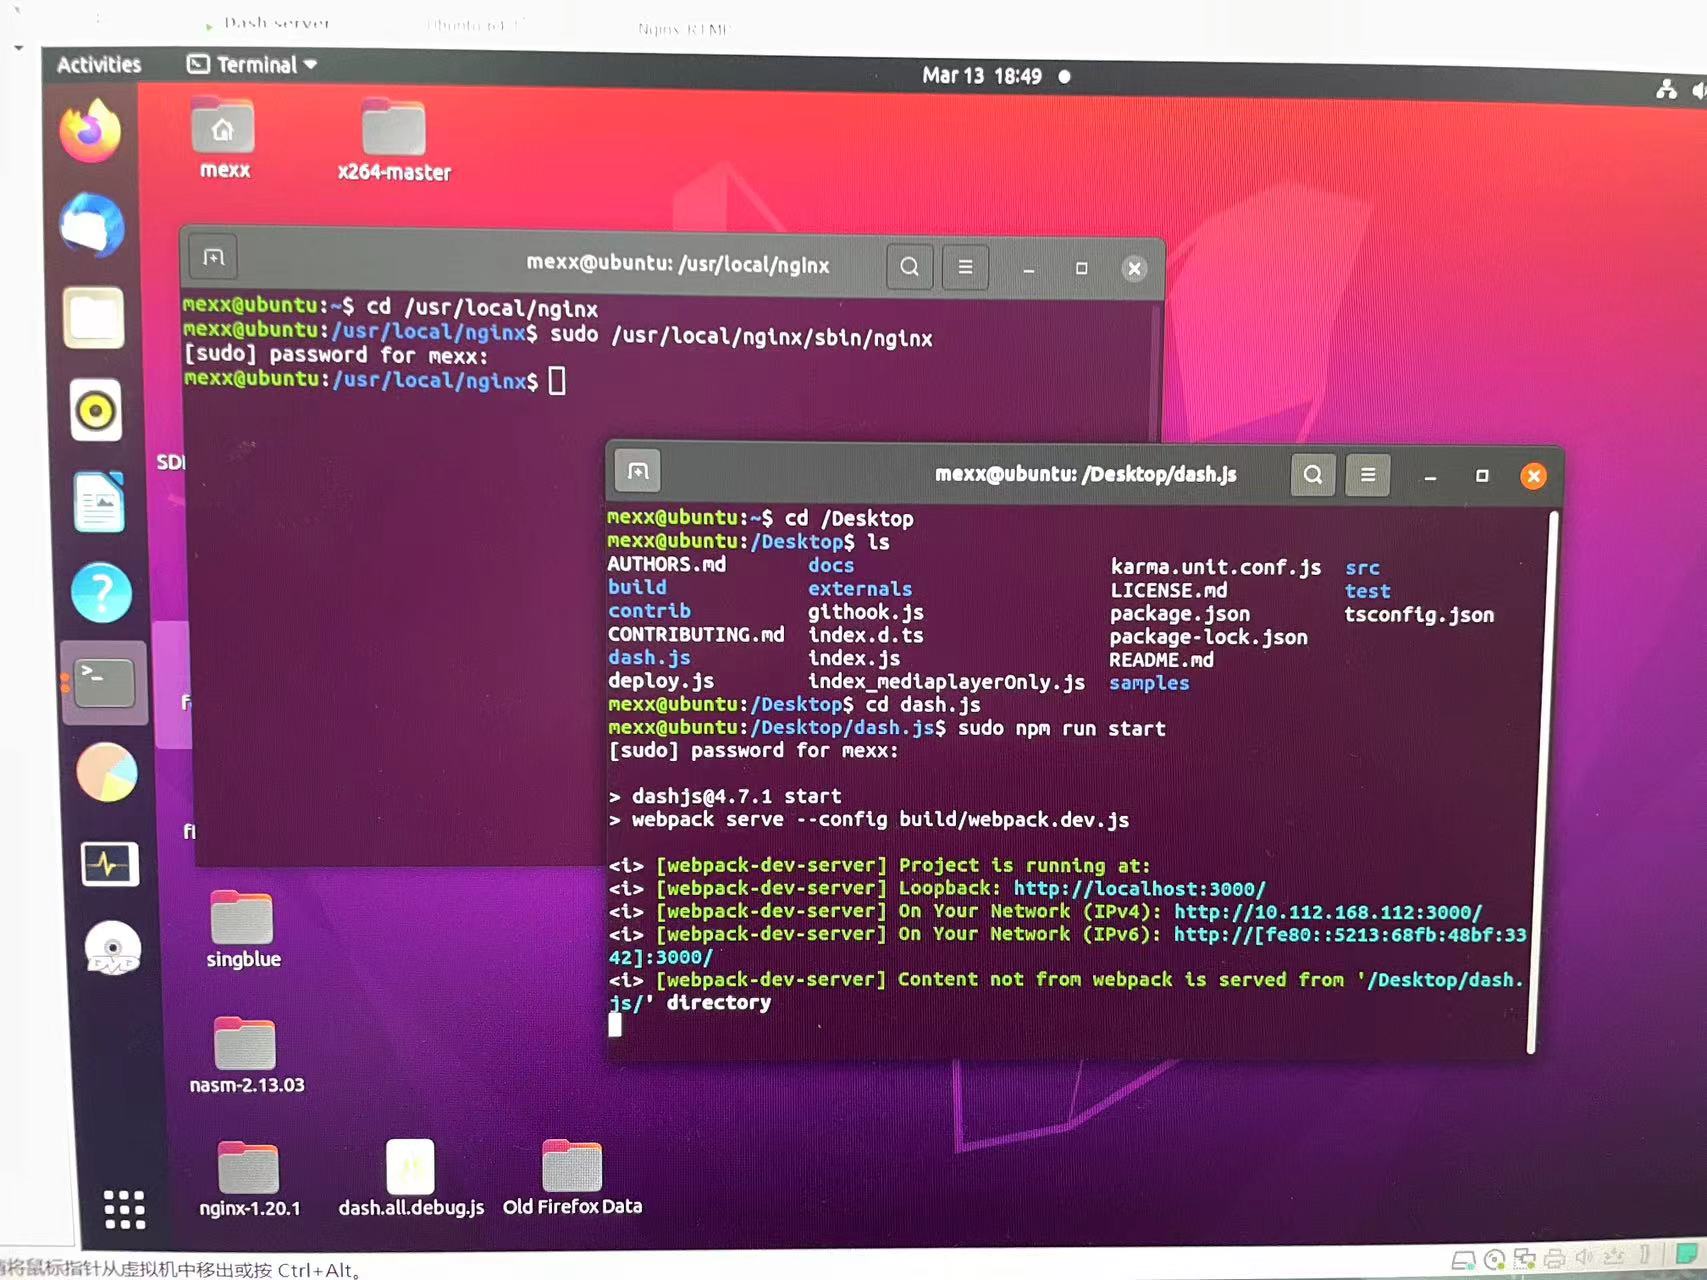 Dash server
Ubuntu 64
Nginx RTMP
Activities
Terminal
Mar 13 18:49
mexx
x264-master
mexx@ubuntu: /usr/local/nginx
mexx@ubuntu:~$ cd /usr/local/nginx
mexx@ubuntu:/usr/local/nginx$ sudo /usr/local/nginx/sbin/nginx
[sudo] password for mexx:
mexx@ubuntu:/usr/local/nginx$
mexx@ubuntu: /Desktop/dash.js
mexx@ubuntu:~$ cd /Desktop
mexx@ubuntu:/Desktop$ ls
AUTHORS.md docs karma.unit.conf.js src
build externals LICENSE.md test
contrib githook.js package.json tsconfig.json
CONTRIBUTING.md index.d.ts package-lock.json
dash.js index.js README.md
deploy.js index_mediaplayerOnly.js samples
mexx@ubuntu:/Desktop$ cd dash.js
mexx@ubuntu:/Desktop/dash.js$ sudo npm run start
[sudo] password for mexx:
> dashjs@4.7.1 start
> webpack serve --config build/webpack.dev.js
<i> [webpack-dev-server] Project is running at:
<i> [webpack-dev-server] Loopback: http://localhost:3000/
<i> [webpack-dev-server] On Your Network (IPv4): http://10.112.168.112:3000/
<i> [webpack-dev-server] On Your Network (IPv6): http://[fe80::5213:68fb:48bf:33
42]:3000/
<i> [webpack-dev-server] Content not from webpack is served from '/Desktop/dash.
js/' directory
singblue
nasm-2.13.03
nginx-1.20.1
dash.all.debug.js
Old Firefox Data
将鼠标指针从虚拟机中移出或按 Ctrl+Alt。